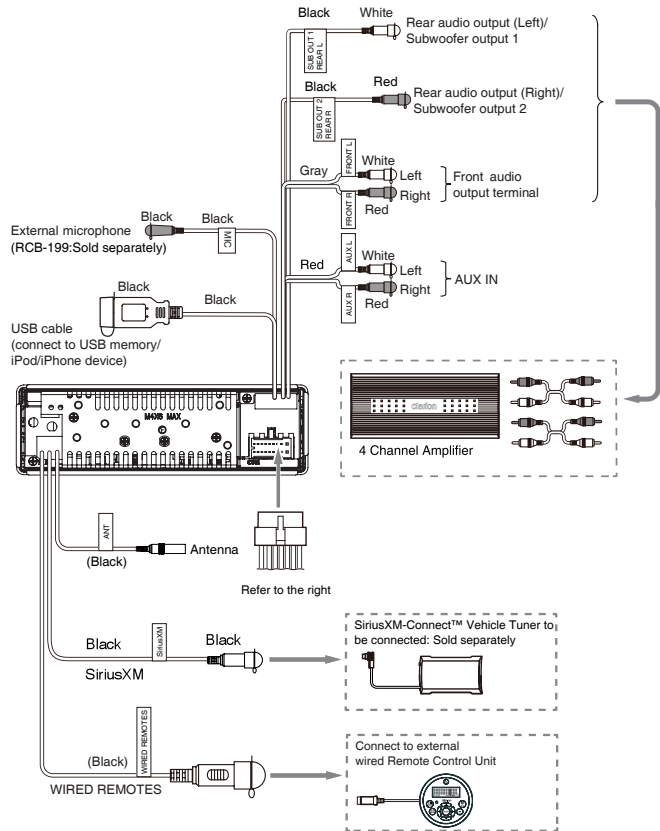 Black White
Rear audio output (Left)/
Subwoofer output 1
SUB OUT 1
REAR L
Black Red
Rear audio output (Right)/
Subwoofer output 2
SUB OUT 2
REAR R
Gray
FRONT L
White
Left
Front audio
output terminal
FRONT R
Right
Red
External microphone
(RCB-199:Sold separately)
Black
Black
MIC
Red
AUX L
White
Left
AUX IN
AUX R
Right
Red
Black
Black
USB cable
(connect to USB memory/
iPod/iPhone device)
M4X6 MAX
clarion
4 Channel Amplifier
ANT
(Black)
Antenna
Refer to the right
Black
SiriusXM
Black
SiriusXM
SiriusXM-Connect™ Vehicle Tuner to
be connected: Sold separately
(Black)
WIRED REMOTES
WIRED REMOTES
Connect to external
wired Remote Control Unit